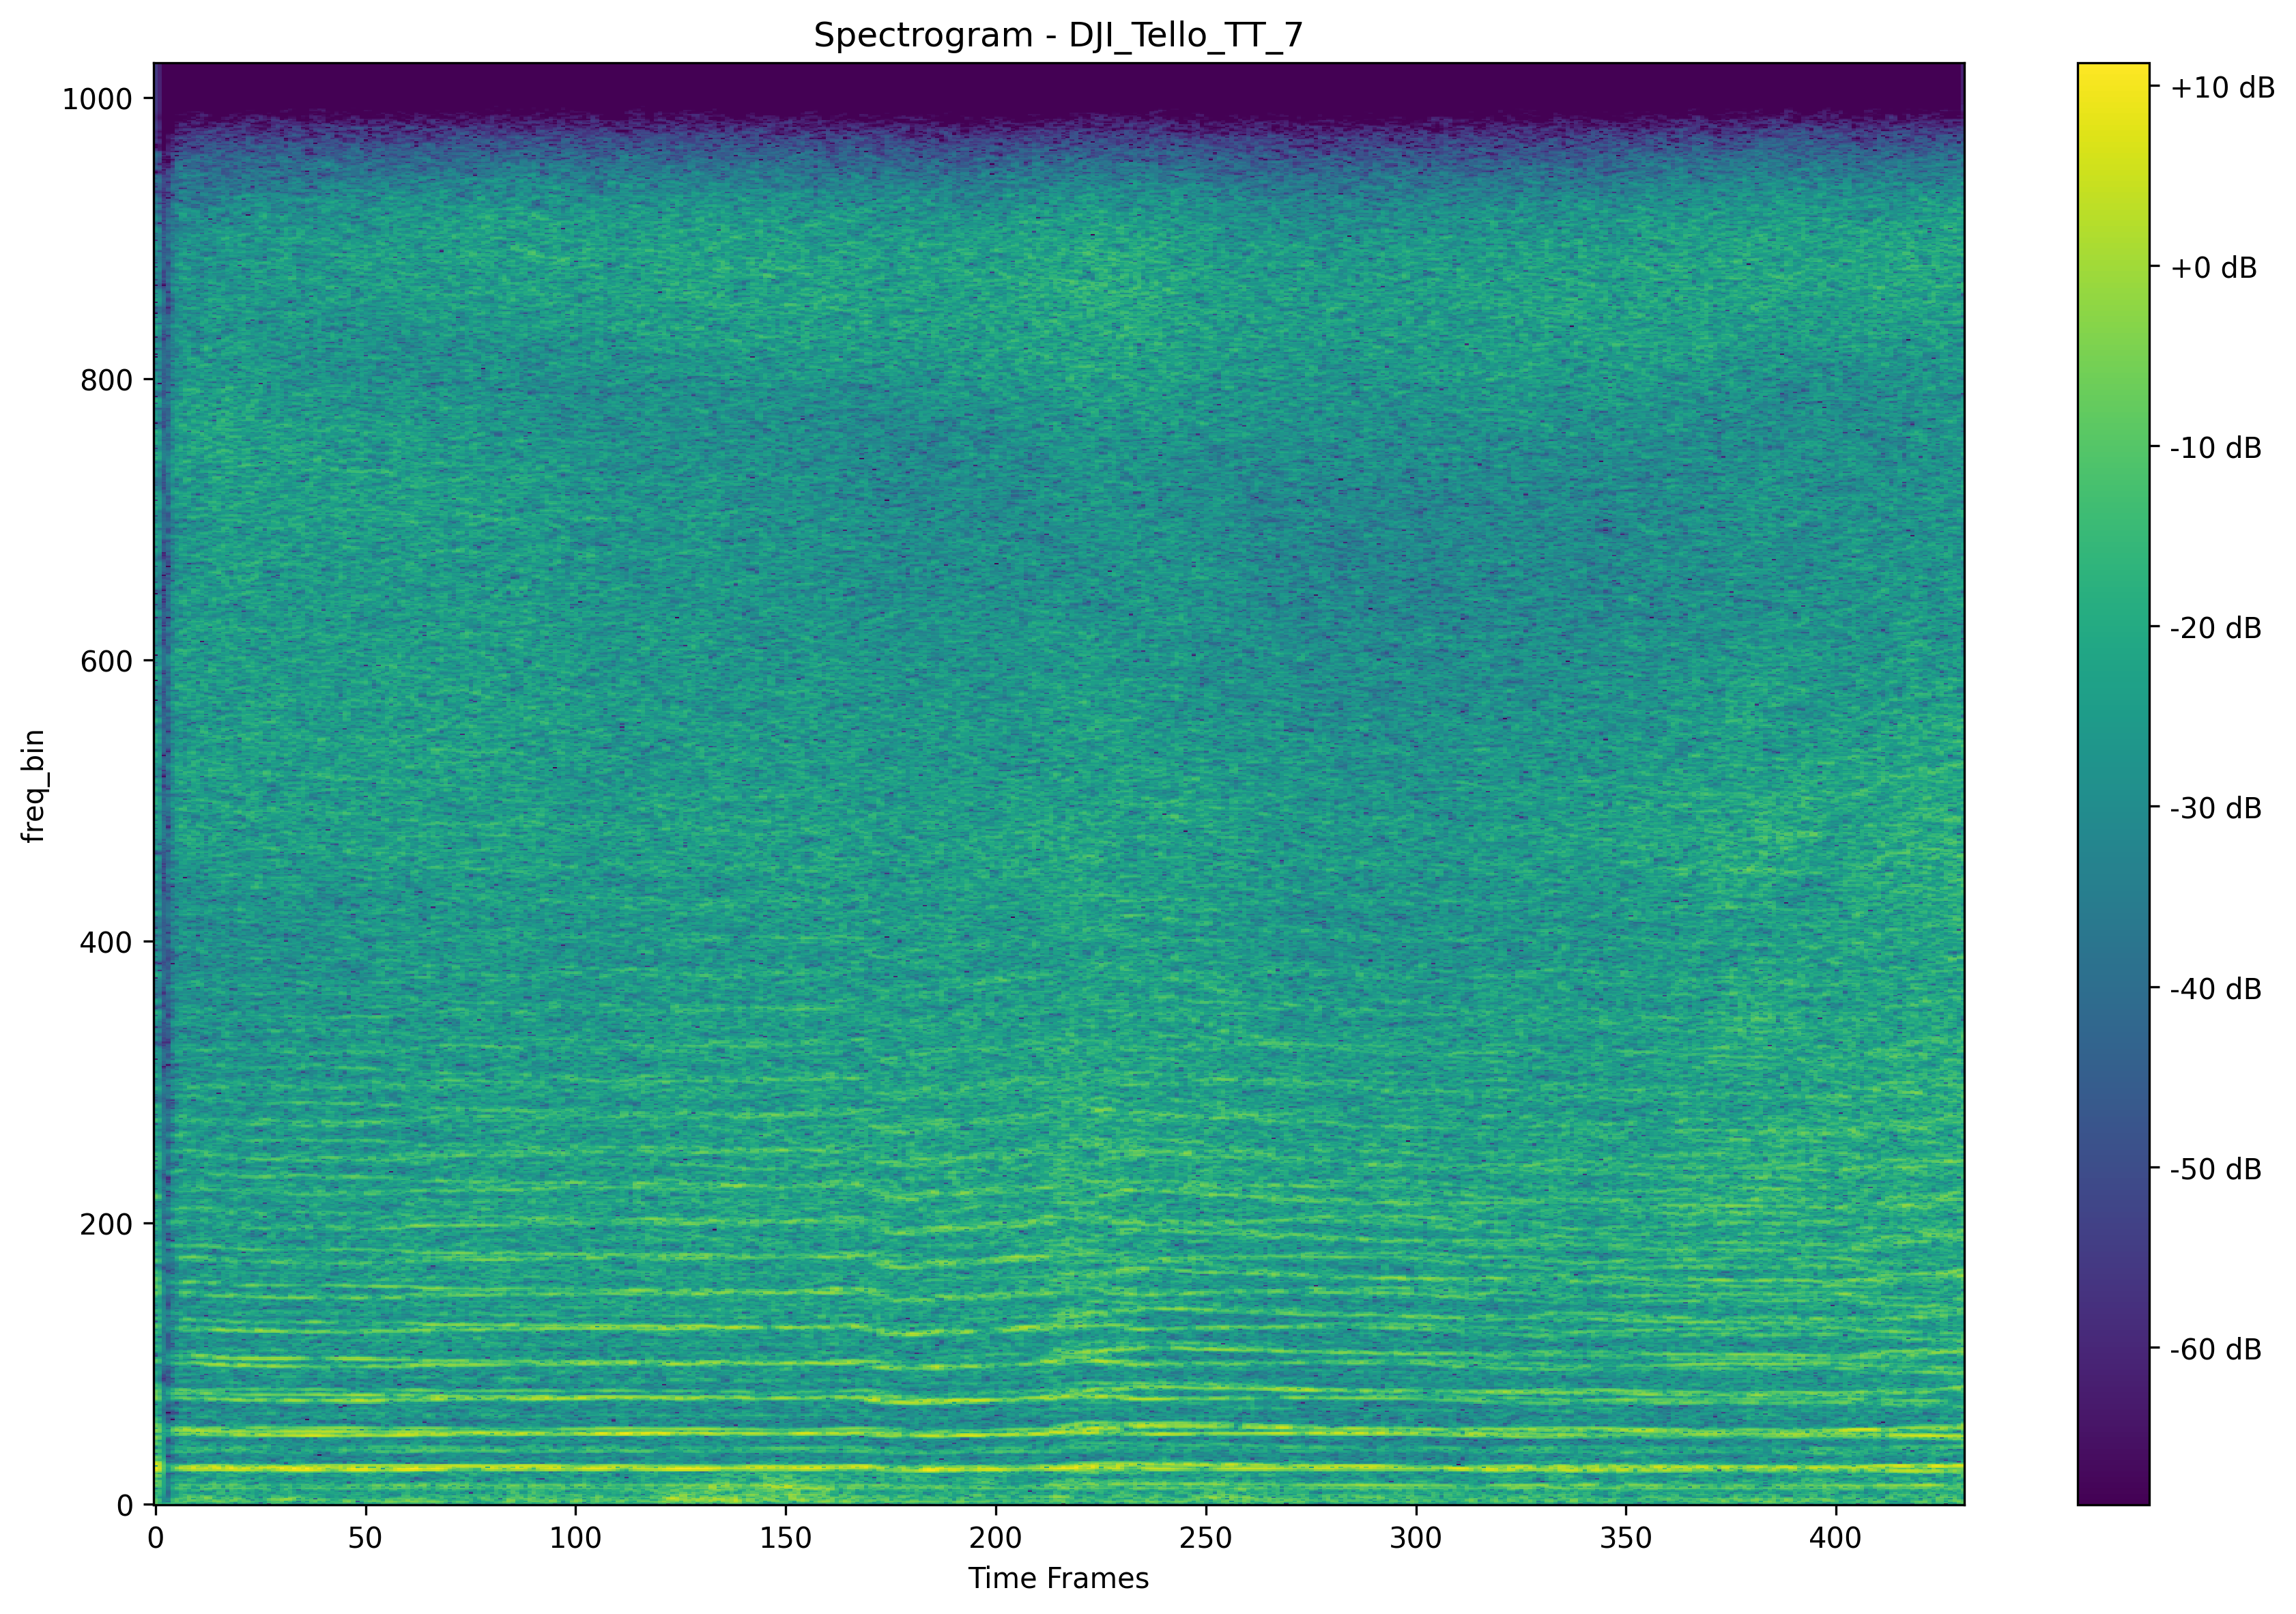 Spectrogram - DJI_Tello_TT_7
1000
800
600
400
200
0
freq_bin
0 50 100 150 200 250 300 350 400
Time Frames
+10 dB
+0 dB
-10 dB
-20 dB
-30 dB
-40 dB
-50 dB
-60 dB